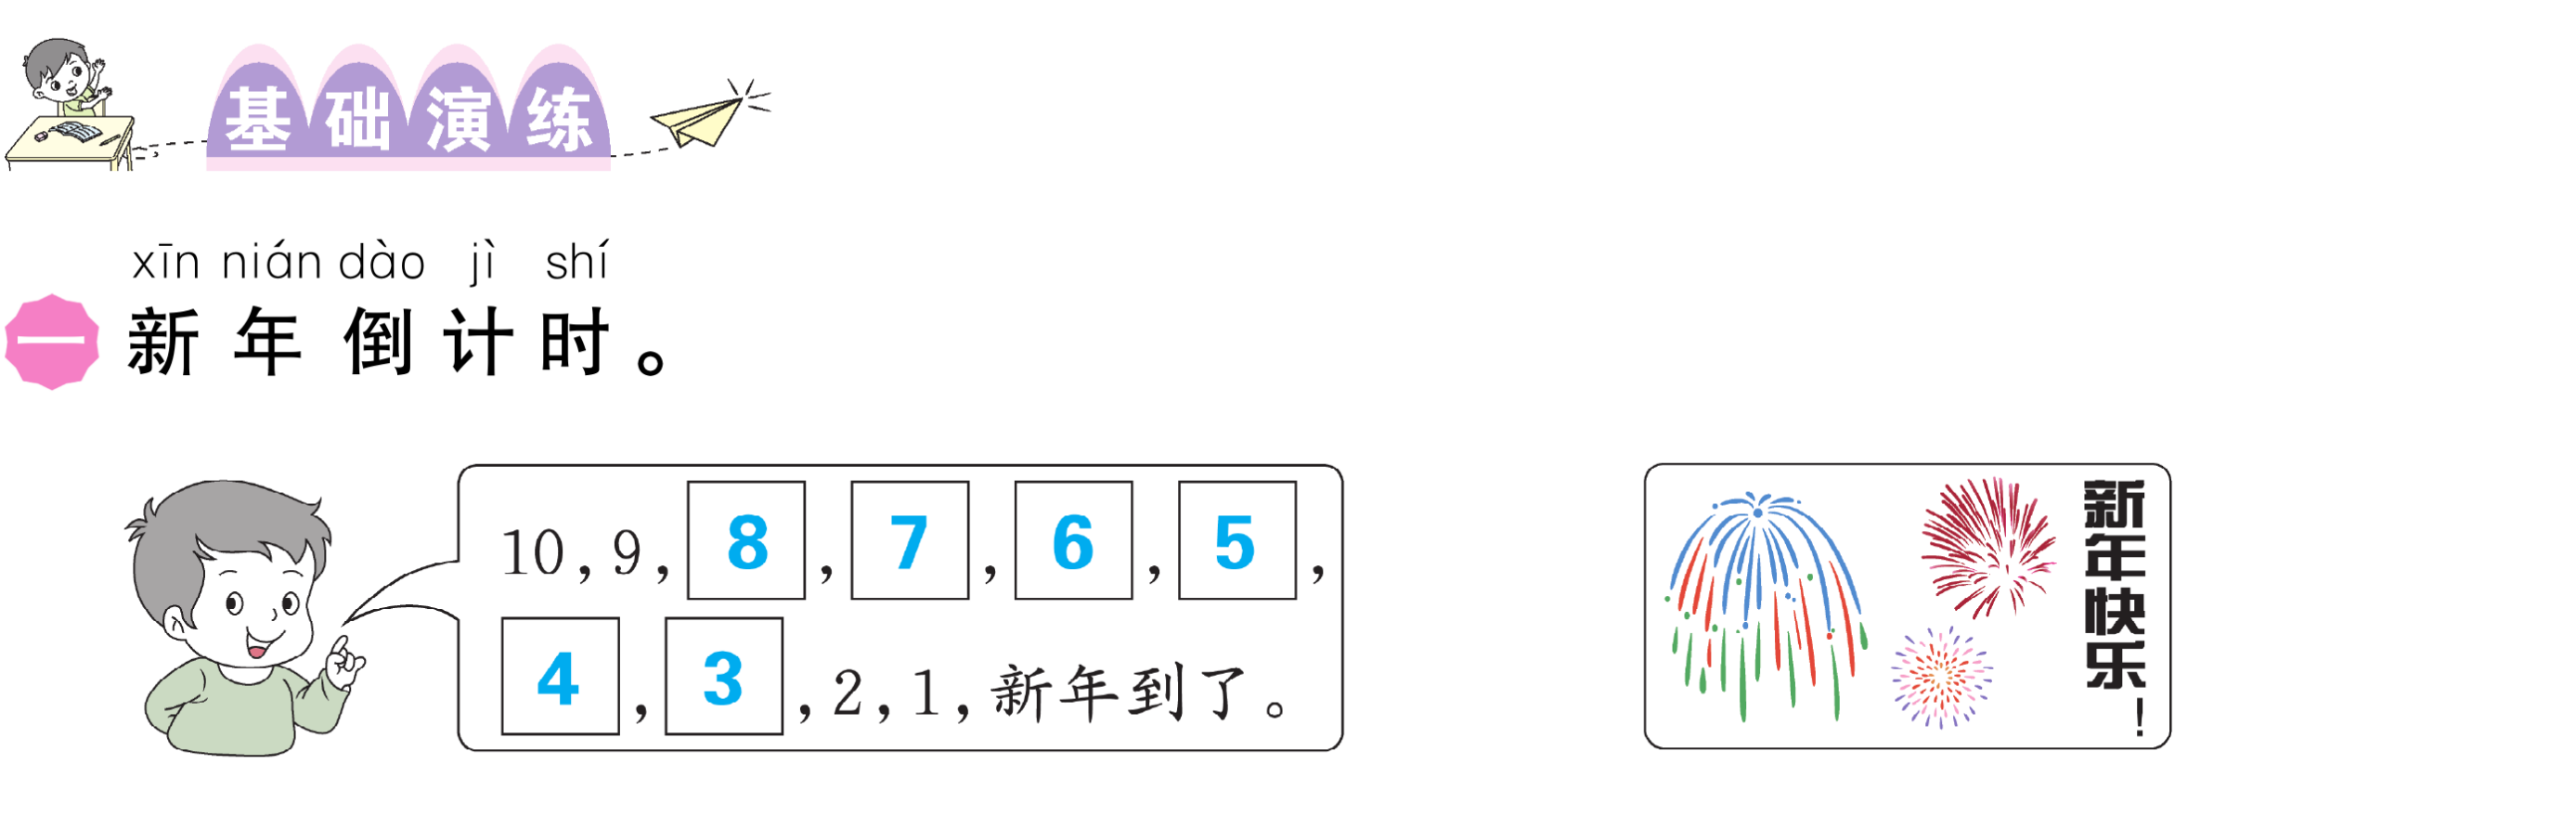 基础演练
xīn nián dào jì shí
一 新年倒计时。
10,9,8,7,6,5,
4,3,2,1,新年到了。
新年快乐!